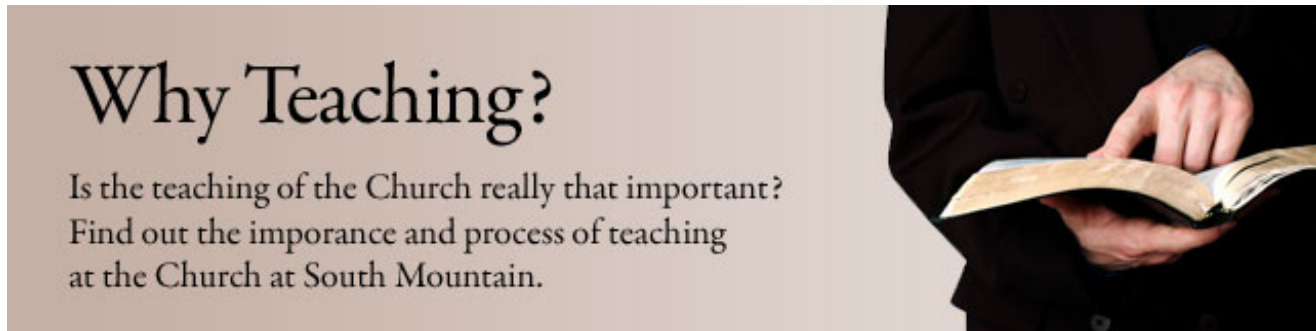 Why Teaching?
Is the teaching of the Church really that important?
Find out the imporance and process of teaching
at the Church at South Mountain.